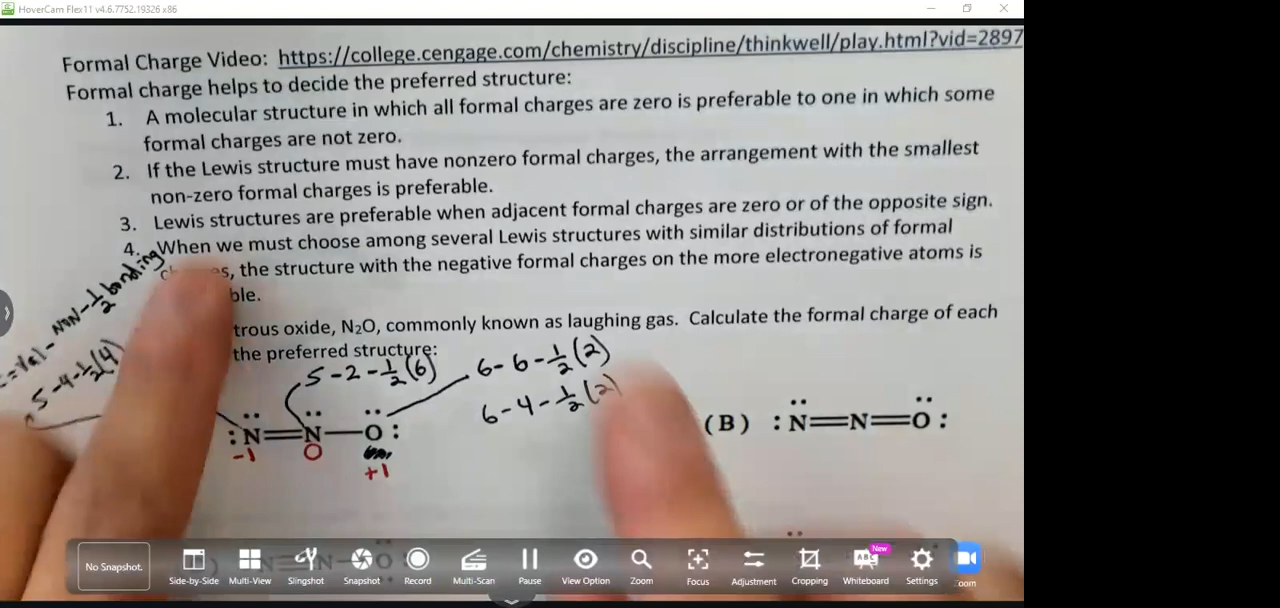 HoverCam Flex11 v4.6.7752.19326 x86
Formal Charge Video: https://college.cengage.com/chemistry/discipline/thinkwell/play.html?vid=2897
Formal charge helps to decide the preferred structure:
1. A molecular structure in which all formal charges are zero is preferable to one in which some
formal charges are not zero.
2. If the Lewis structure must have nonzero formal charges, the arrangement with the smallest
non-zero formal charges is preferable.
3. Lewis structures are preferable when adjacent formal charges are zero or of the opposite sign.
4. When we must choose among several Lewis structures with similar distributions of formal
the structure with the negative formal charges on the more electronegative atoms is
ble.
= Val - NON - 1/2 bonding
5 - 4 - 1/2 (4)
trous oxide, N2O, commonly known as laughing gas. Calculate the formal charge of each
the preferred structure:
5 - 2 - 1/2 (6)
6 - 6 - 1/2 (2)
6 - 4 - 1/2 (2)
:N=N-O:
-1 0 +1
(B) :N=N=O:
No Snapshot.
Side-by-Side Multi-View Slingshot Snapshot Record Multi-Scan Pause View Option Zoom Focus Adjustment Cropping Whiteboard Settings Zoom
ABC New